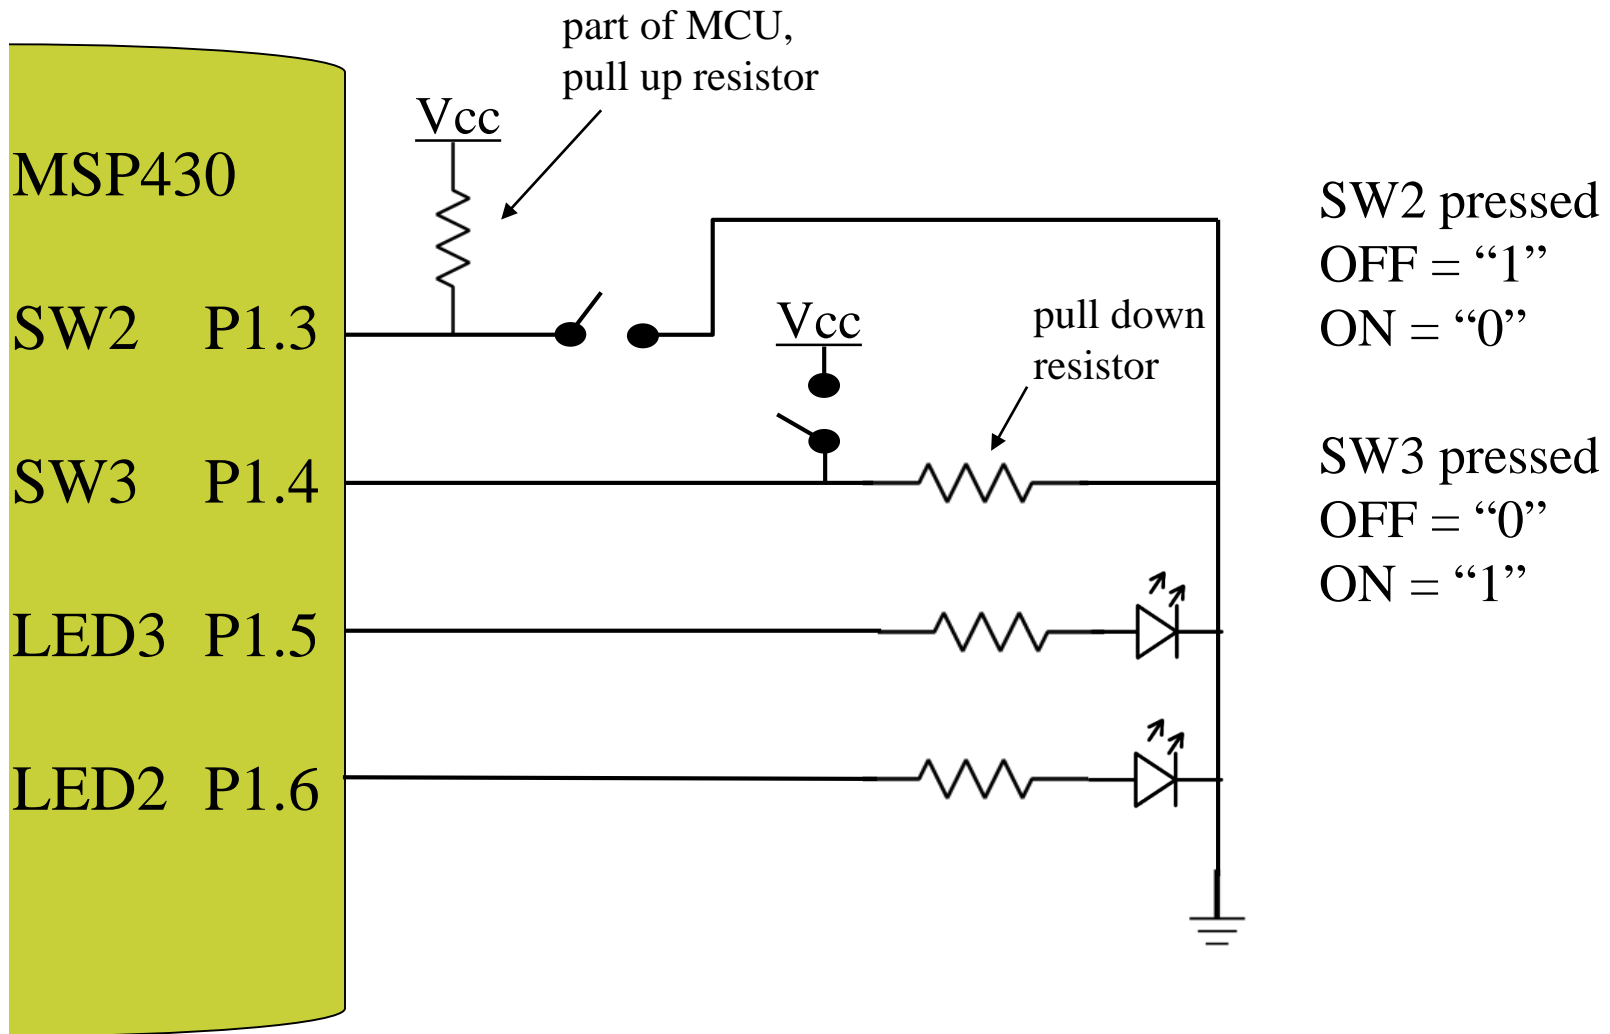 part of MCU,
pull up resistor
Vcc
MSP430
SW2 pressed
OFF = “1”
ON = “0”
SW2 P1.3
Vcc
pull down
resistor
SW3 P1.4
SW3 pressed
OFF = “0”
ON = “1”
LED3 P1.5
LED2 P1.6